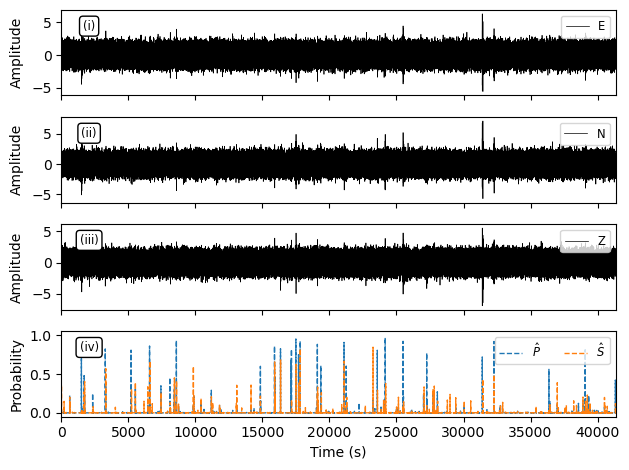 5
0
−5
Amplitude
(i)
E
5
0
−5
Amplitude
(ii)
N
5
0
−5
Amplitude
(iii)
Z
1.0
0.5
0.0
Probability
(iv)
P̂
Ŝ
0 5000 10000 15000 20000 25000 30000 35000 40000
Time (s)